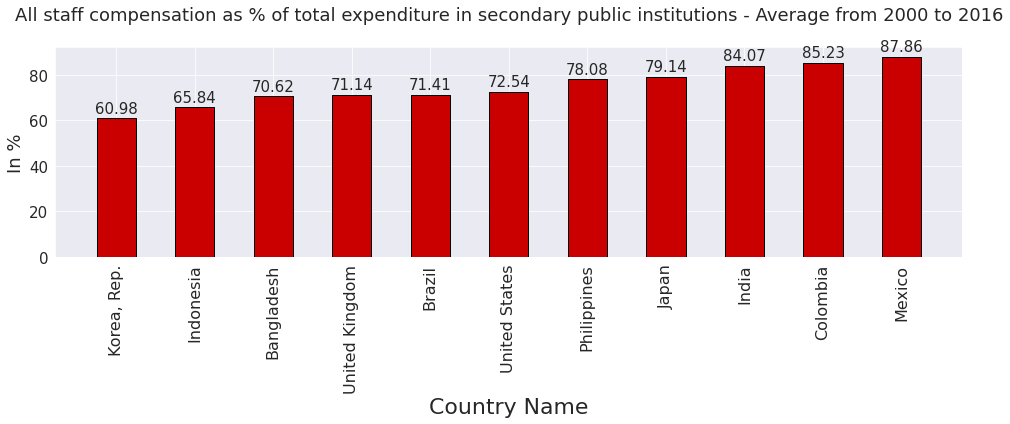 All staff compensation as % of total expenditure in secondary public institutions - Average from 2000 to 2016
In %
80
60
40
20
0
60.98
65.84
70.62
71.14
71.41
72.54
78.08
79.14
84.07
85.23
87.86
Korea, Rep.
Indonesia
Bangladesh
United Kingdom
Brazil
United States
Philippines
Japan
India
Colombia
Mexico
Country Name